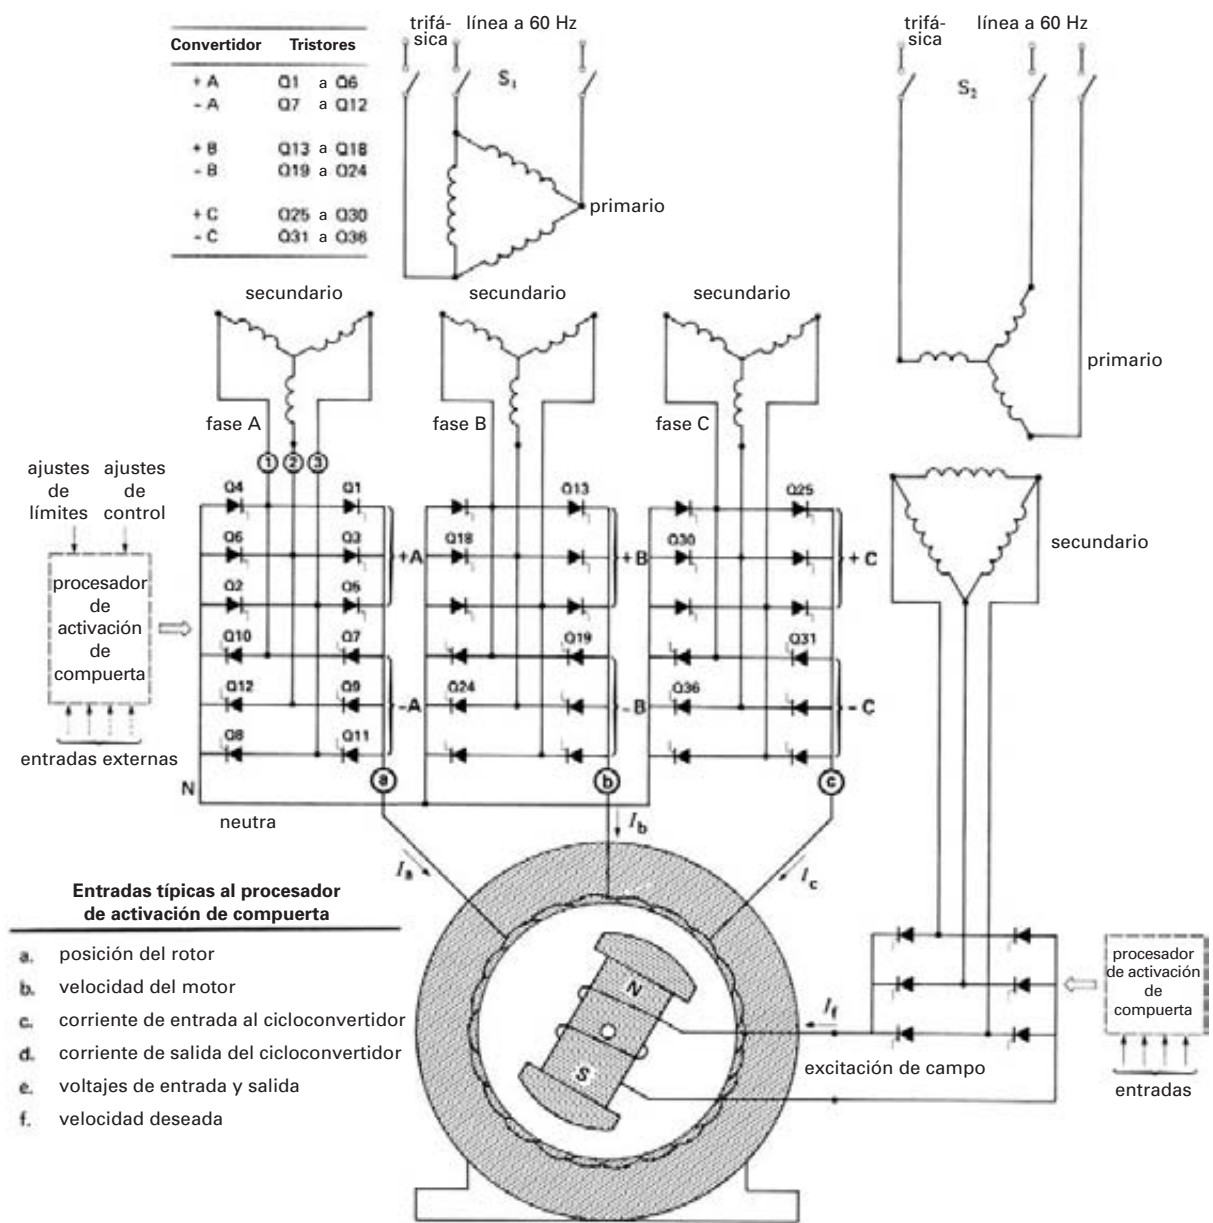 trifá-
sica
línea a 60 Hz
trifá-
sica
línea a 60 Hz
Convertidor Tristores
+ A Q1 a Q6
- A Q7 a Q12
+ B Q13 a Q18
- B Q19 a Q24
+ C Q25 a Q30
- C Q31 a Q36
S1
S2
primario
secundario
secundario
secundario
primario
fase A
fase B
fase C
1
2
3
ajustes
de
límites
ajustes
de
control
procesador
de
activación
de
compuerta
entradas externas
Q4
Q1
Q6
Q3
Q2
Q5
Q10
Q7
Q12
Q9
Q8
Q11
+A
-A
Q13
Q18
Q19
Q24
+B
-B
Q25
Q30
Q31
Q36
+ C
- C
secundario
N
neutra
a
b
c
Ia
Ib
Ic
N
S
If
excitación de campo
procesador
de activación
de
compuerta
entradas
Entradas típicas al procesador
de activación de compuerta
a. posición del rotor
b. velocidad del motor
c. corriente de entrada al cicloconvertidor
d. corriente de salida del cicloconvertidor
e. voltajes de entrada y salida
f. velocidad deseada